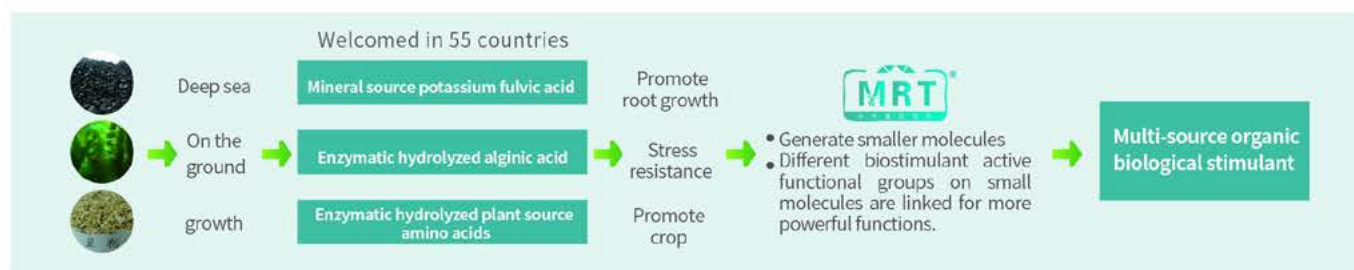 Welcomed in 55 countries
Deep sea
Mineral source potassium fulvic acid
Promote
root growth
MRT®
On the
ground
Enzymatic hydrolyzed alginic acid
Stress
resistance
• Generate smaller molecules
• Different biostimulant active
functional groups on small
molecules are linked for more
powerful functions.
Multi-source organic
biological stimulant
growth
Enzymatic hydrolyzed plant source
amino acids
Promote
crop